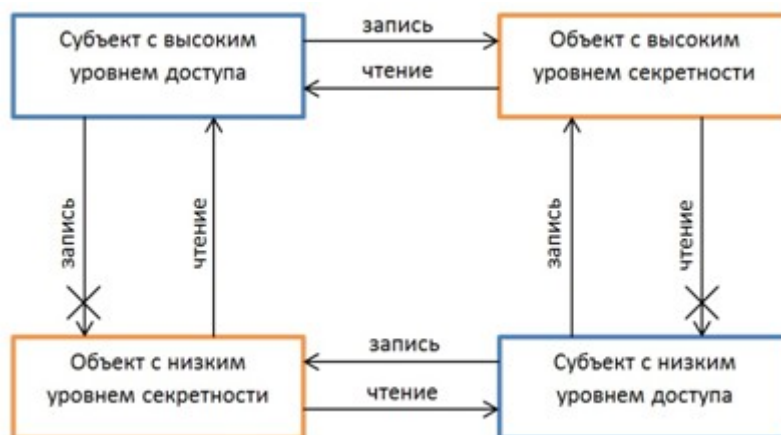 Субъект с высоким
уровнем доступа
запись
чтение
Объект с высоким
уровнем секретности
запись
чтение
запись
чтение
Объект с низким
уровнем секретности
запись
чтение
Субъект с низким
уровнем доступа